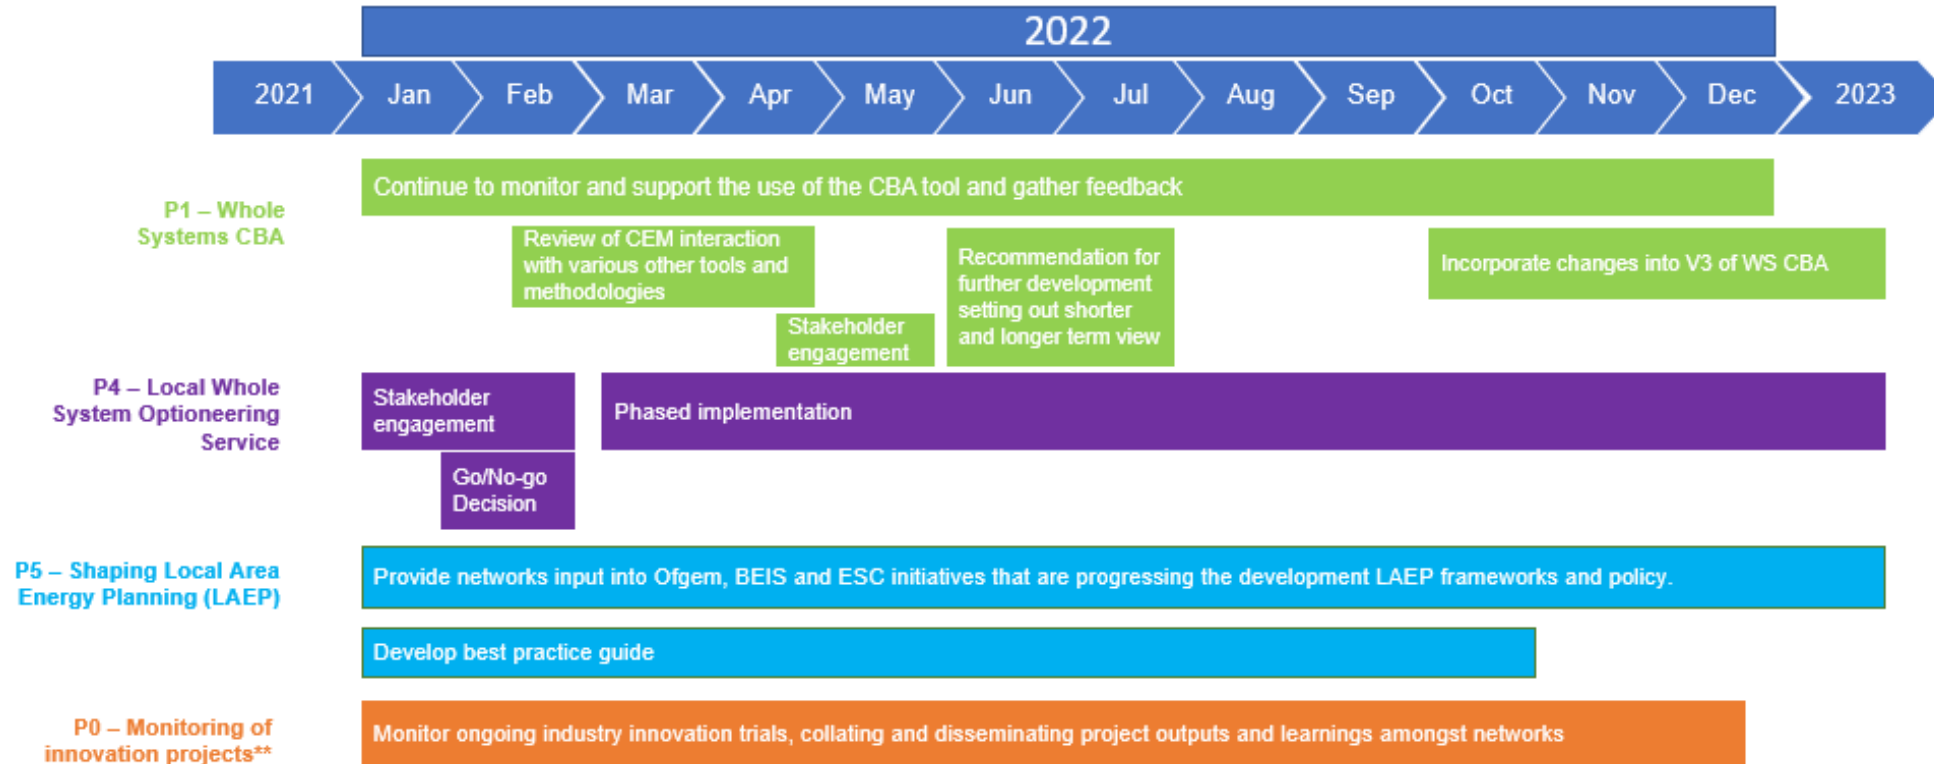 2022
2021 Jan Feb Mar Apr May Jun Jul Aug Sep Oct Nov Dec 2023
P1 – Whole
Systems CBA
Continue to monitor and support the use of the CBA tool and gather feedback
Review of CEM interaction
with various other tools and
methodologies
Stakeholder
engagement
Recommendation for
further development
setting out shorter
and longer term view
Incorporate changes into V3 of WS CBA
P4 – Local Whole
System Optioneering
Service
Stakeholder
engagement
Go/No-go
Decision
Phased implementation
P5 – Shaping Local Area
Energy Planning (LAEP)
Provide networks input into Ofgem, BEIS and ESC initiatives that are progressing the development LAEP frameworks and policy.
Develop best practice guide
P0 – Monitoring of
innovation projects**
Monitor ongoing industry innovation trials, collating and disseminating project outputs and learnings amongst networks